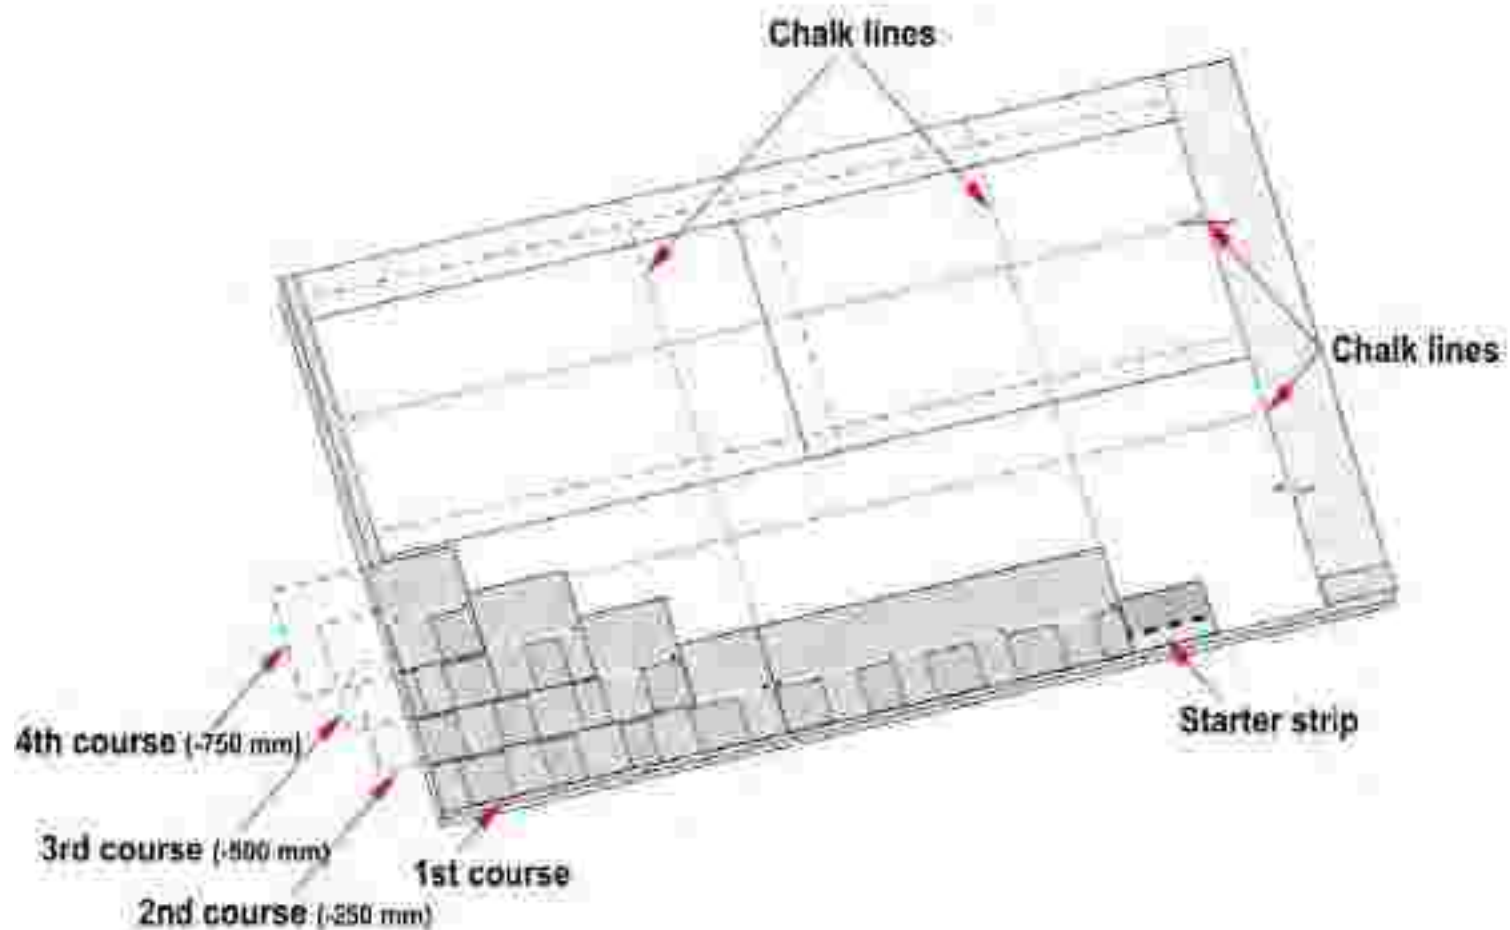 Chalk lines
Chalk lines
Starter strip
4th course (-750 mm)
3rd course (-500 mm)
1st course
2nd course (-250 mm)